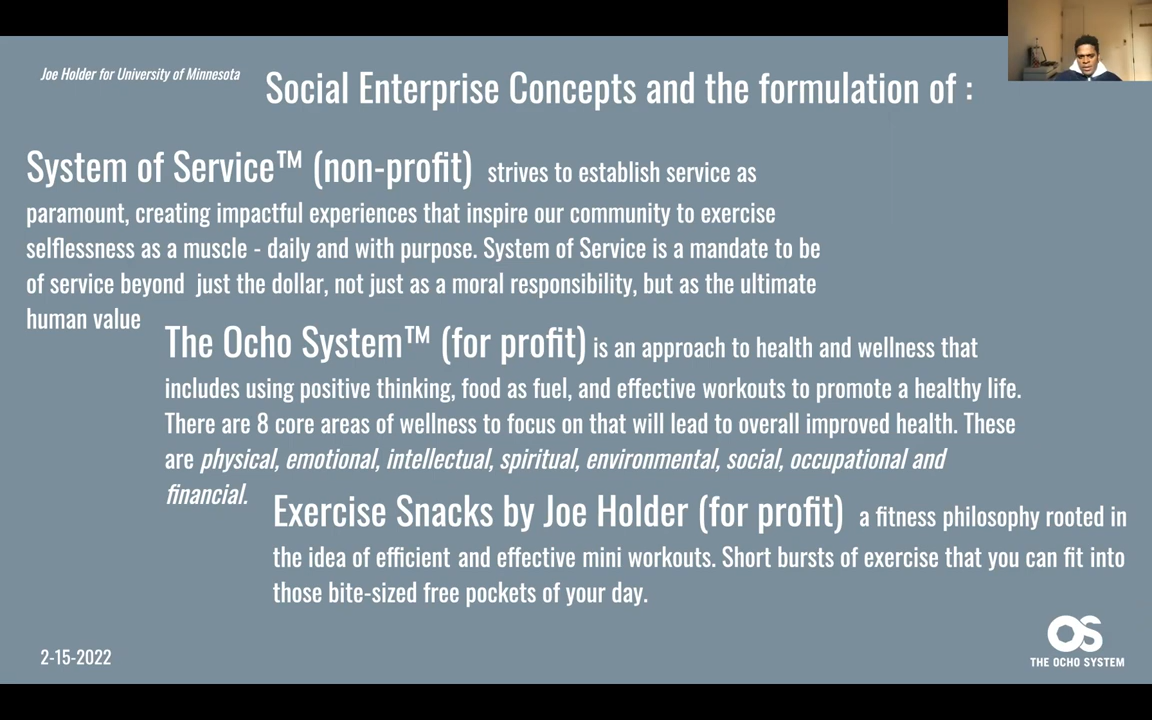 Joe Holder for University of Minnesota
Social Enterprise Concepts and the formulation of :
System of Service™ (non-profit) strives to establish service as
paramount, creating impactful experiences that inspire our community to exercise
selflessness as a muscle - daily and with purpose. System of Service is a mandate to be
of service beyond just the dollar, not just as a moral responsibility, but as the ultimate
human value
The Ocho System™ (for profit) is an approach to health and wellness that
includes using positive thinking, food as fuel, and effective workouts to promote a healthy life.
There are 8 core areas of wellness to focus on that will lead to overall improved health. These
are physical, emotional, intellectual, spiritual, environmental, social, occupational and
financial.
Exercise Snacks by Joe Holder (for profit) a fitness philosophy rooted in
the idea of efficient and effective mini workouts. Short bursts of exercise that you can fit into
those bite-sized free pockets of your day.
2-15-2022
OS
THE OCHO SYSTEM